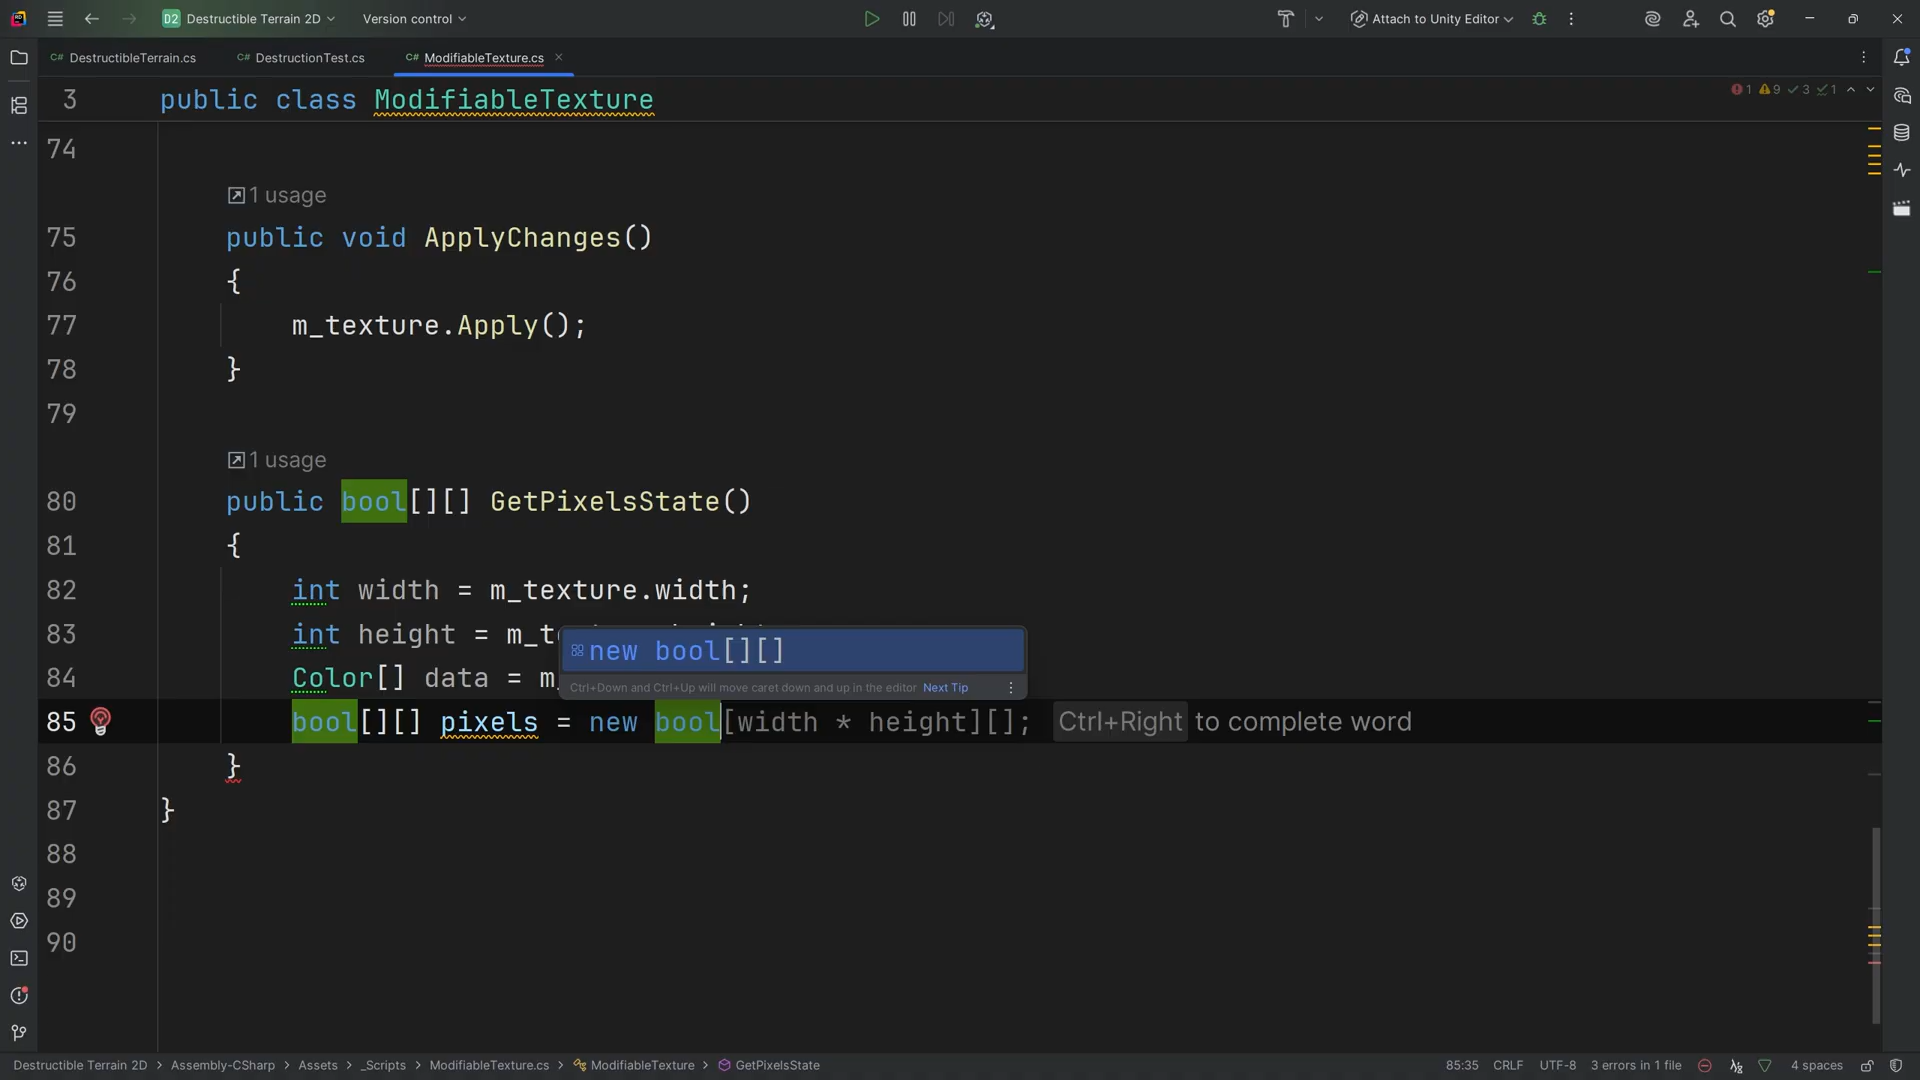 D2 Destructible Terrain 2D Version control Attach to Unity Editor
C# DestructibleTerrain.cs C# DestructionTest.cs C# ModifiableTexture.cs
3 public class ModifiableTexture 1 9 3 1
74
1 usage
75 public void ApplyChanges()
76 {
77 m_texture.Apply();
78 }
79
1 usage
80 public bool[][] GetPixelsState()
81 {
82 int width = m_texture.width;
83 int height =
new bool[][]
84 Color[] data =
Ctrl+Down and Ctrl+Up will move caret down and up in the editor Next Tip
85 bool[][] pixels = new bool[width * height][]; Ctrl+Right to complete word
86 }
87 }
88
89
90
Destructible Terrain 2D > Assembly-CSharp > Assets > _Scripts > ModifiableTexture.cs > ModifiableTexture > GetPixelsState 85:35 CRLF UTF-8 3 errors in 1 file 4 spaces